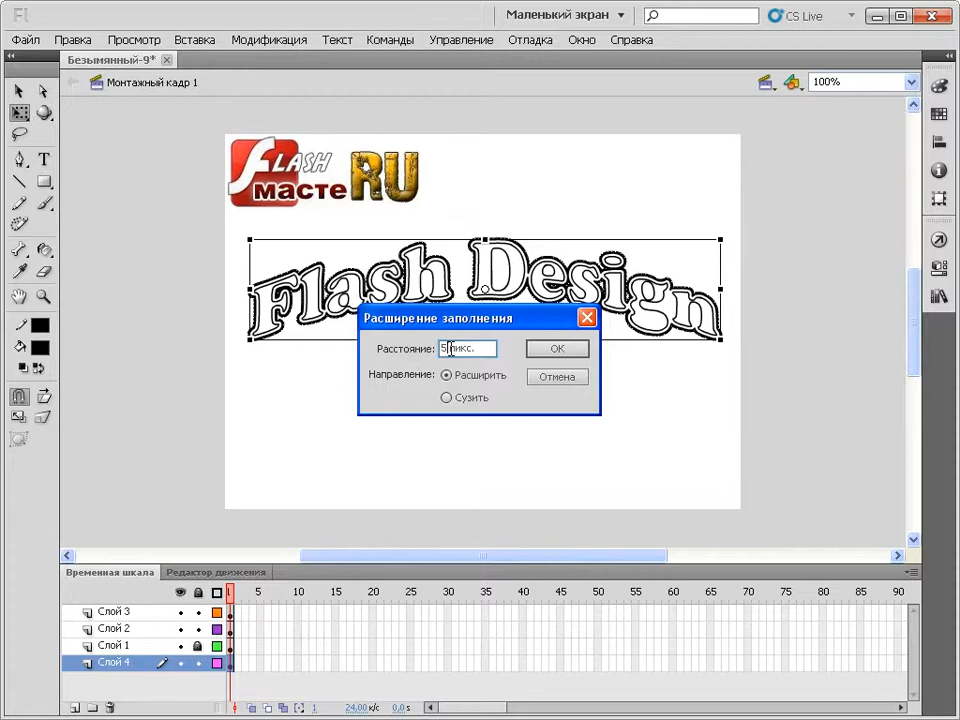 Fl
Маленький экран
CS Live
Файл Правка Просмотр Вставка Модификация Текст Команды Управление Отладка Окно Справка
Безымянный-9*
Монтажный кадр 1
100%
T
FLASH
мастеRU
Flash Design
Расширение заполнения
Расстояние: 5 пикс. OK
Направление: Расширить Отмена
Сузить
Временная шкала Редактор движения
1 5 10 15 20 25 30 35 40 45 50 55 60 65 70 75 80 85 90
Слой 3
Слой 2
Слой 1
Слой 4
1 24,00 к/с 0,0 s